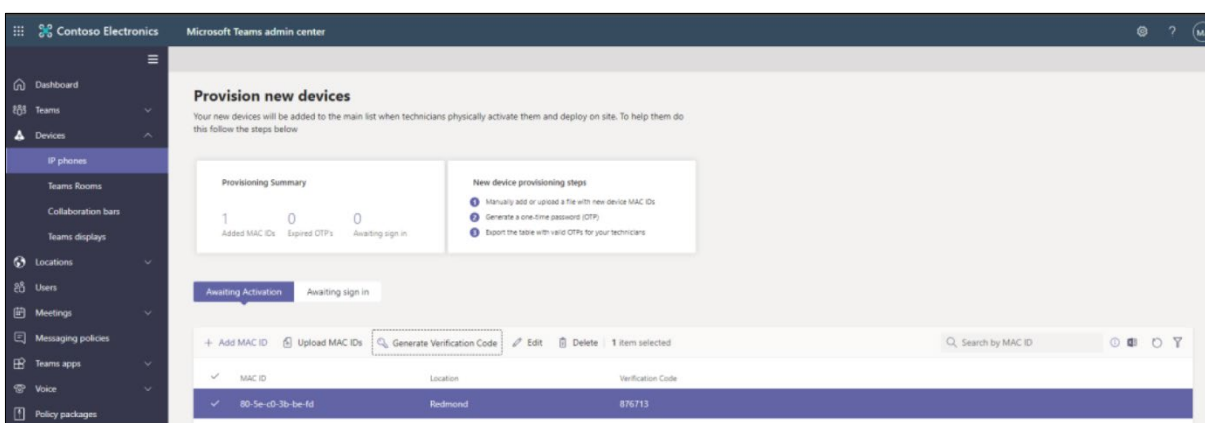 Contoso Electronics
Microsoft Teams admin center
?
Dashboard
Teams
Devices
IP phones
Teams Rooms
Collaboration bars
Teams displays
Locations
Users
Meetings
Messaging policies
Teams apps
Voice
Policy packages
Provision new devices
Your new devices will be added to the main list when technicians physically activate them and deploy on site. To help them do
this follow the steps below
Provisioning Summary
1
Added MAC IDs
0
Expired OTP's
0
Awaiting sign in
New device provisioning steps
1 Manually add or upload a file with new device MAC IDs
2 Generate a one-time password (OTP)
3 Export the table with valid OTPs for your technicians
Awaiting Activation
Awaiting sign in
+ Add MAC ID
Upload MAC IDs
Generate Verification Code
Edit
Delete
1 item selected
Search by MAC ID
MAC ID
Location
Verification Code
80-5e-c0-3b-be-fd
Redmond
876713